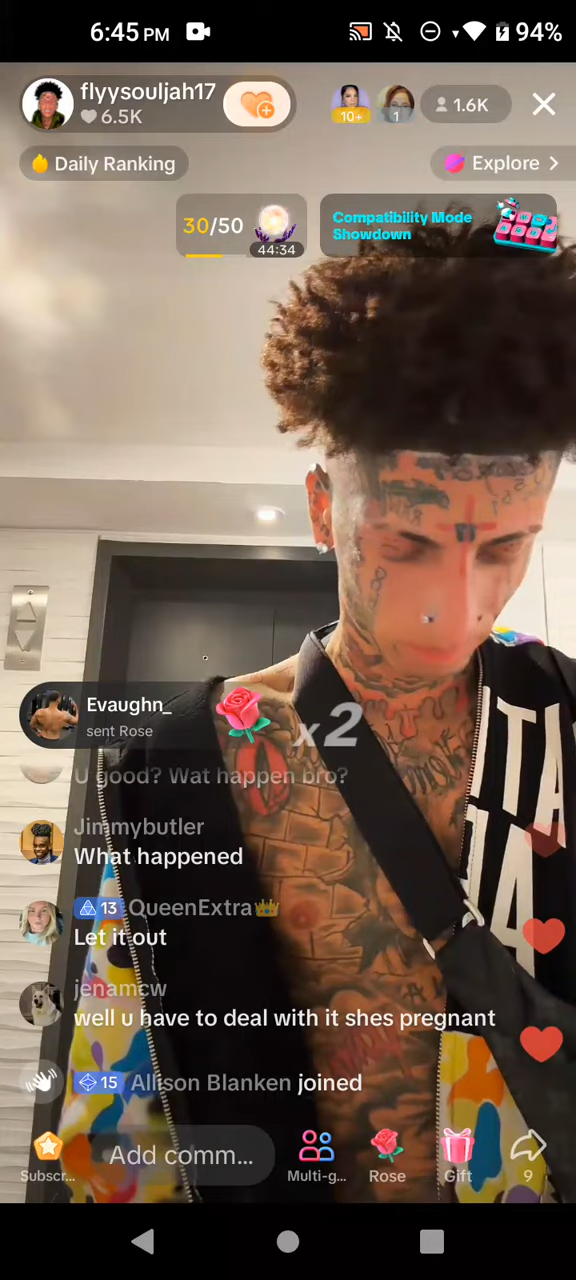 6:45 PM 94%
flyysouljah17
6.5K
10+ 1 1.6K
Daily Ranking
Explore >
30/50
44:34
Compatibility Mode
Showdown
Evaughn_
sent Rose
x2
U good? Wat happen bro?
Jimmybutler
What happened
13 QueenExtra
Let it out
jenamcw
well u have to deal with it shes pregnant
15 Allison Blanken joined
Add comm...
Subscr... Multi-g... Rose Gift 9